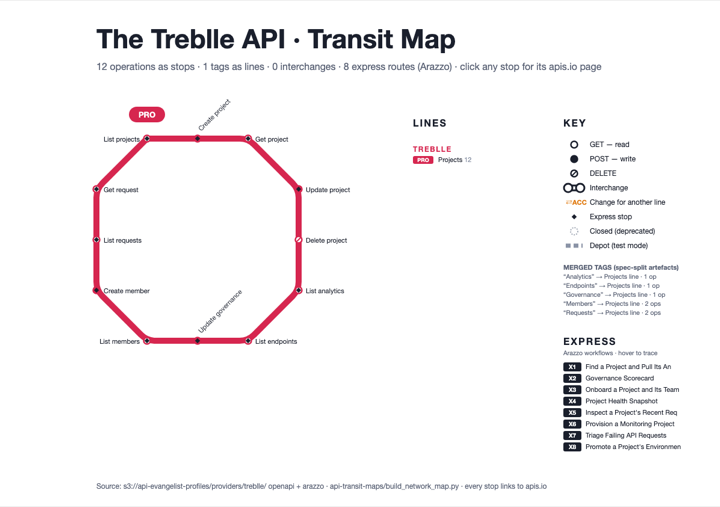 The Treblle API · Transit Map
12 operations as stops · 1 tags as lines · 0 interchanges · 8 express routes (Arazzo) · click any stop for its apis.io page
PRO
Create project
List projects
Get project
Get request
Update project
List requests
Delete project
Create member
List analytics
Update governance
List members
List endpoints
LINES
TREBLLE
PRO Projects 12
KEY
GET — read
POST — write
DELETE
Interchange
⇄ACC Change for another line
Express stop
Closed (deprecated)
Depot (test mode)
MERGED TAGS (spec-split artefacts)
"Analytics" → Projects line · 1 op
"Endpoints" → Projects line · 1 op
"Governance" → Projects line · 1 op
"Members" → Projects line · 2 ops
"Requests" → Projects line · 2 ops
EXPRESS
Arazzo workflows · hover to trace
X1 Find a Project and Pull Its An
X2 Governance Scorecard
X3 Onboard a Project and Its Team
X4 Project Health Snapshot
X5 Inspect a Project's Recent Req
X6 Provision a Monitoring Project
X7 Triage Failing API Requests
X8 Promote a Project's Environmen
Source: s3://api-evangelist-profiles/providers/treblle/ openapi + arazzo · api-transit-maps/build_network_map.py · every stop links to apis.io